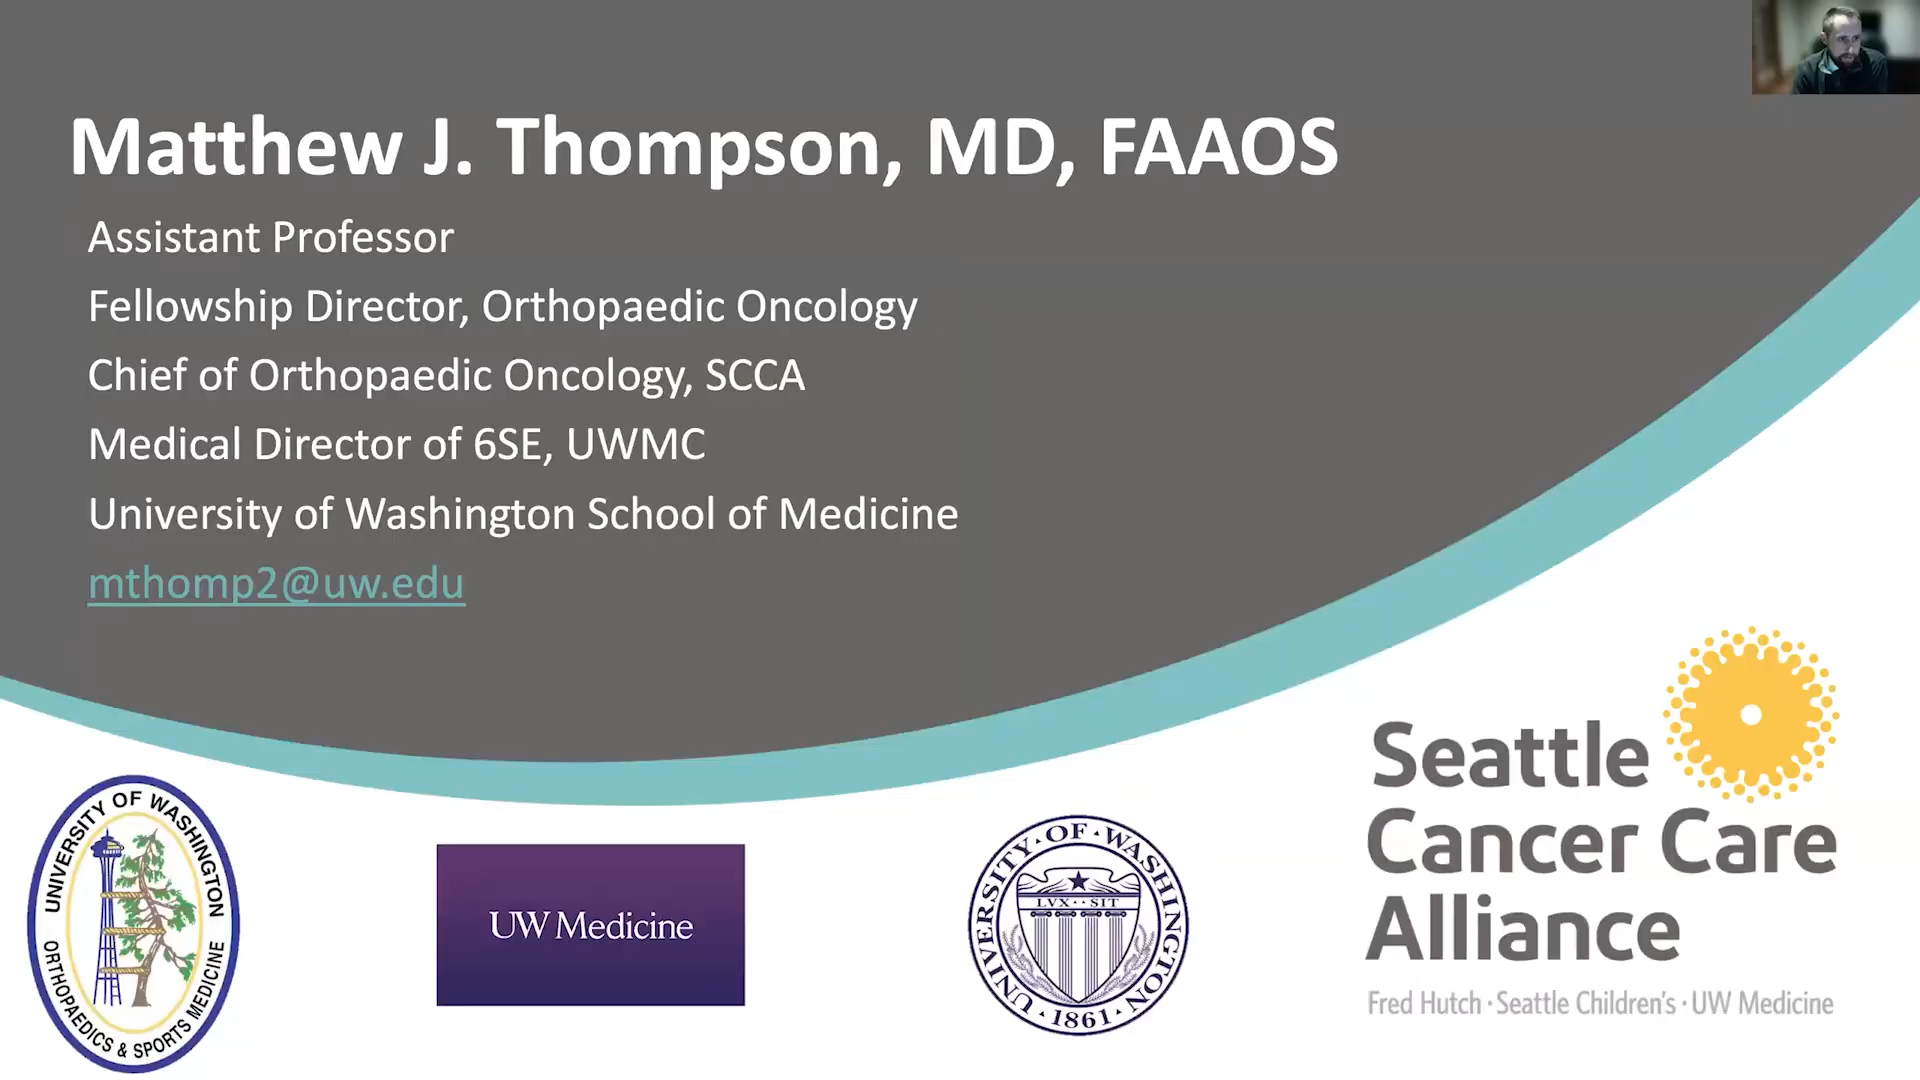 Matthew J. Thompson, MD, FAAOS
Assistant Professor
Fellowship Director, Orthopaedic Oncology
Chief of Orthopaedic Oncology, SCCA
Medical Director of 6SE, UWMC
University of Washington School of Medicine
mthomp2@uw.edu
UNIVERSITY OF WASHINGTON
ORTHOPAEDICS & SPORTS MEDICINE
UW Medicine
UNIVERSITY · OF · WASHINGTON
LVX · · SIT
· 1861 ·
Seattle
Cancer Care
Alliance
Fred Hutch · Seattle Children's · UW Medicine